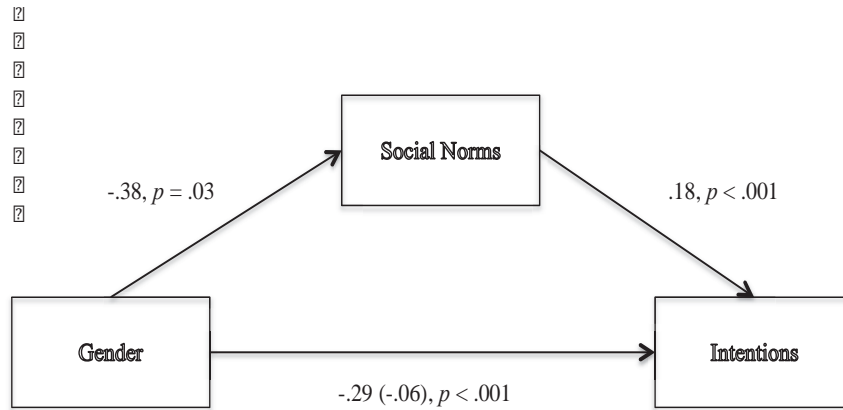 Social Norms
-.38, p = .03
.18, p < .001
Gender
Intentions
-.29 (-.06), p < .001